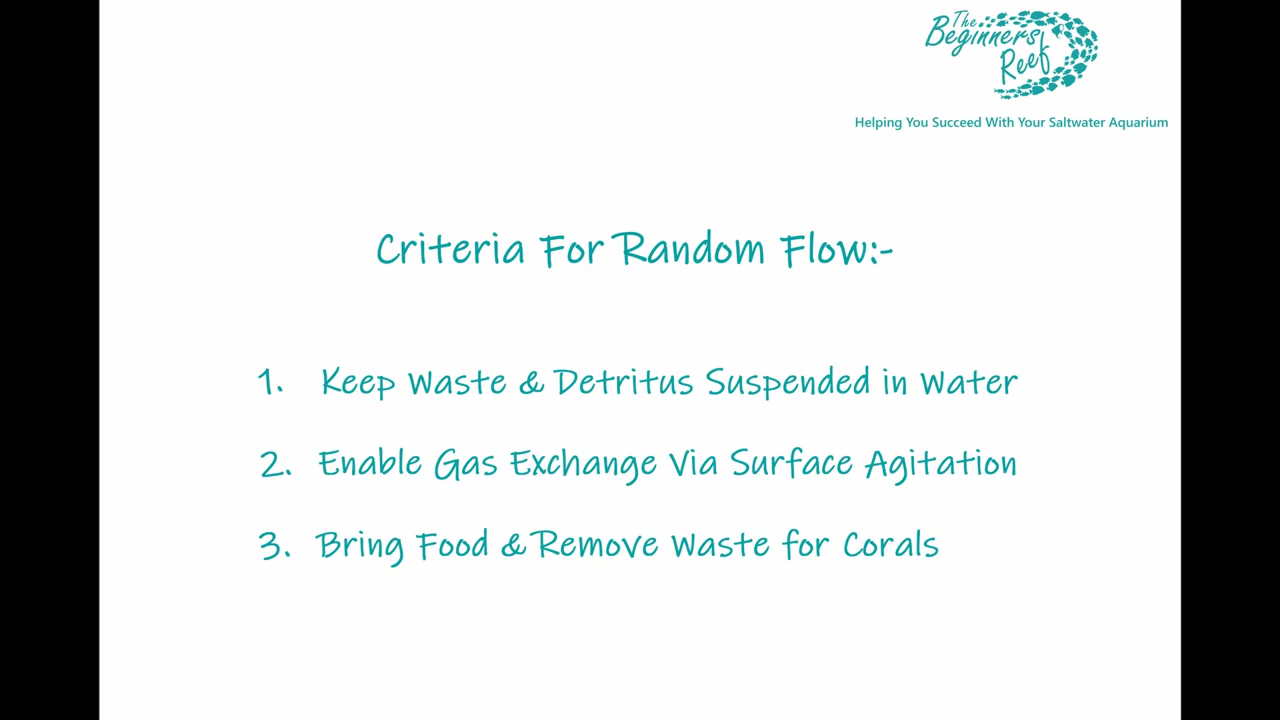 The
Beginners
Reef
Helping You Succeed With Your Saltwater Aquarium
Criteria For Random Flow:-
1. Keep Waste & Detritus Suspended in Water
2. Enable Gas Exchange Via Surface Agitation
3. Bring Food & Remove Waste for Corals